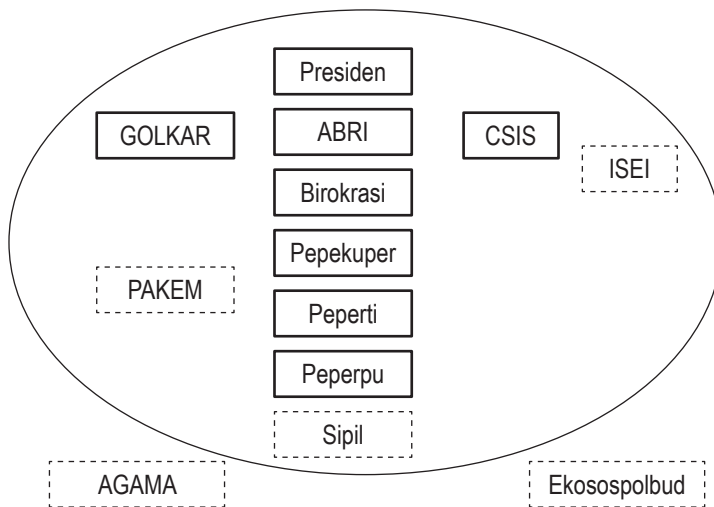 Presiden
GOLKAR
ABRI
CSIS
ISEI
Birokrasi
Pepekuper
PAKEM
Peperti
Peperpu
Sipil
AGAMA
Ekosospolbud